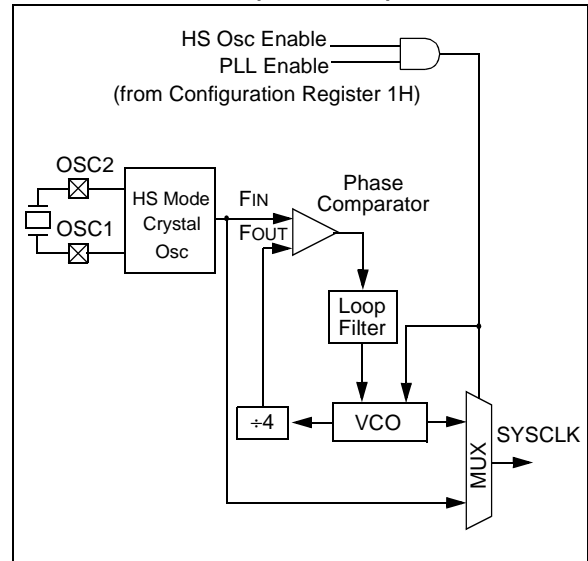 HS Osc Enable
PLL Enable
(from Configuration Register 1H)
OSC2
OSC1
HS Mode
Crystal
Osc
FIN
FOUT
Phase
Comparator
Loop
Filter
÷4
VCO
MUX
SYSCLK